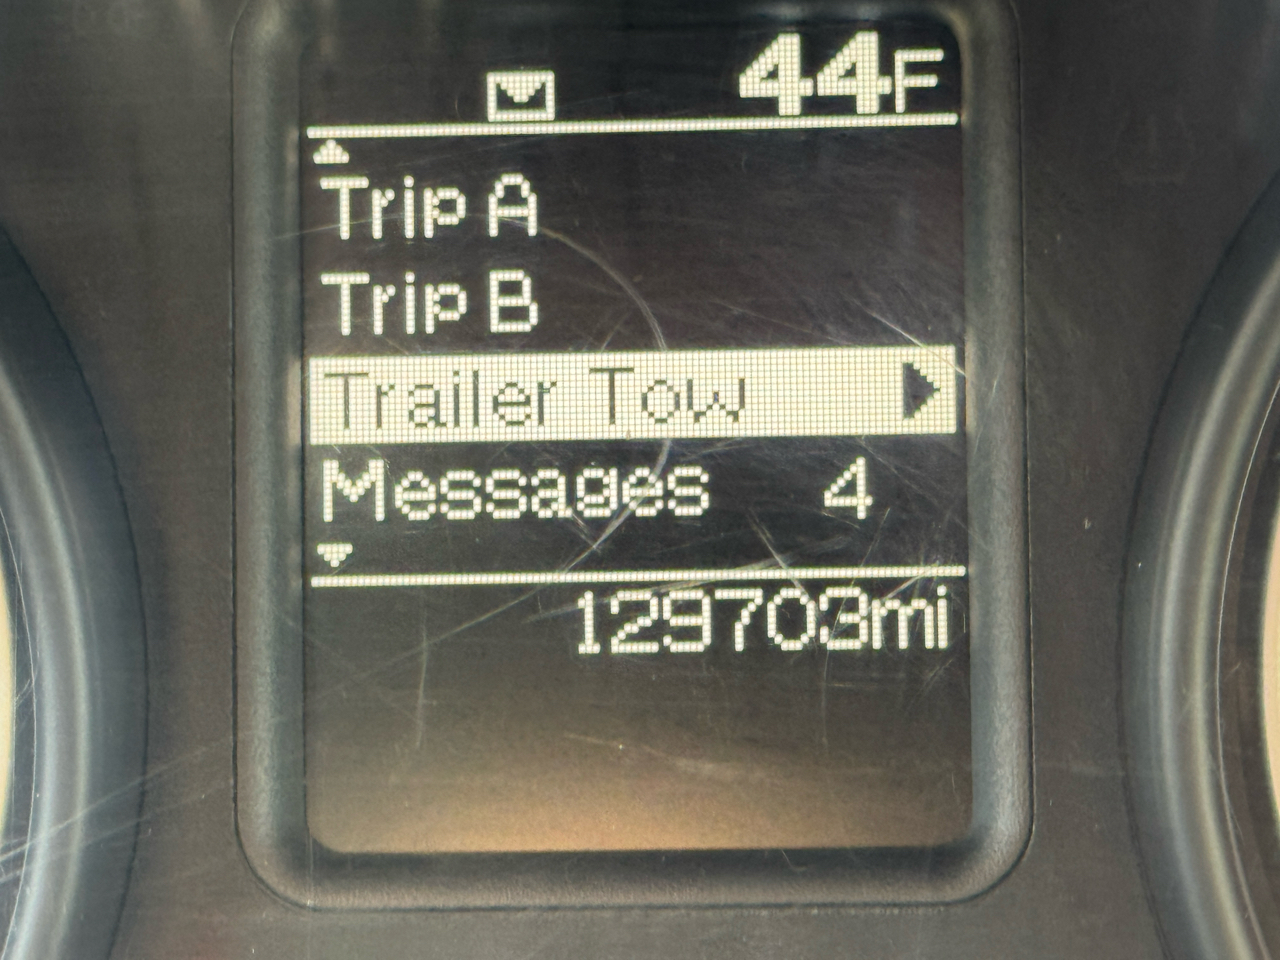 44F
Trip A
Trip B
Trailer Tow
Messages 4
129703mi